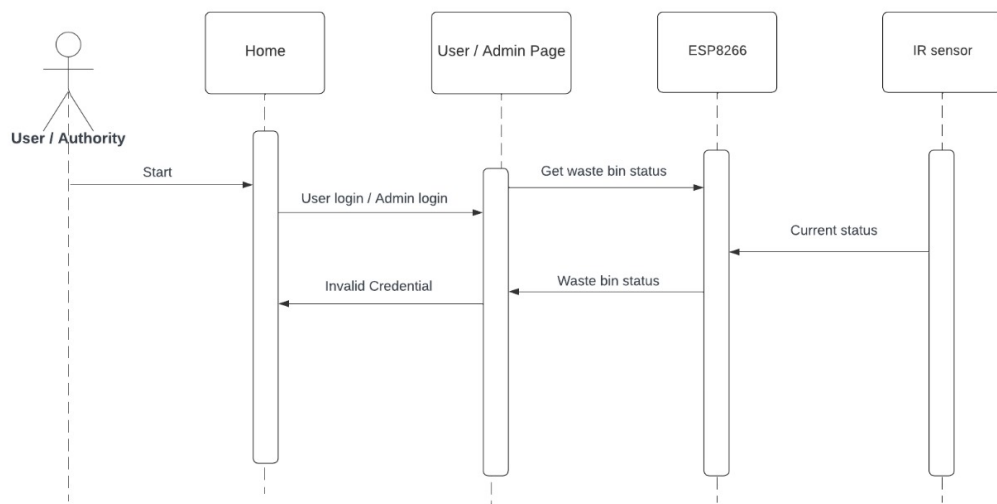 Home
User / Admin Page
ESP8266
IR sensor
User / Authority
Start
Get waste bin status
User login / Admin login
Current status
Waste bin status
Invalid Credential